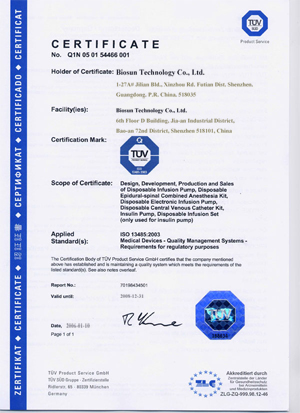 CERTIFICATE
No. Q1N 05 01 54466 001
Holder of Certificate: Biosun Technology Co., Ltd.
1-27A# Jilian Bld., Xinzhou Rd. Futian Dist. Shenzhen,
Guangdong, P.R. China, 518035
Facility(ies): Biosun Technology Co., Ltd.
6th Floor D Building, Jia-an Industrial District,
Bao-an 72nd District, Shenzhen 518101, China
Certification Mark:
Scope of Certificate: Design, Development, Production and Sales
of Disposable Infusion Pump, Disposable
Epidural-spinal Combined Anesthesia Kit,
Disposable Electronic Infusion Pump,
Disposable Central Venous Catheter Kit,
Insulin Pump, Disposable Infusion Set
(only used for insulin pump)
Applied Standard(s): ISO 13485:2003
Medical Devices - Quality Management Systems -
Requirements for regulatory purposes
The Certification Body of TÜV Product Service GmbH certifies that the company mentioned
above has established and is maintaining a quality system which meets the requirements of the
listed standard(s). See also notes overleaf.
Report No.: 70198434501
Valid until: 2008-12-31
Date, 2006-01-10
Page 1 of 1
TÜV Product Service GmbH
TÜV SÜD Gruppe · Zertifizierstelle
Ridlerstr. 65 · 80339 München
Germany
TÜV
Product Service
TÜV
ZLG
Akkreditiert durch
Zentralstelle der Länder
für Gesundheitsschutz
bei Arzneimitteln
und Medizinprodukten
ZLG-ZQ-999.98.12-46
ZERTIFIKAT ◆ CERTIFICATE ◆ СЕРТИФИКАТ ◆ CERTIFICADO ◆ CERTIFICAT